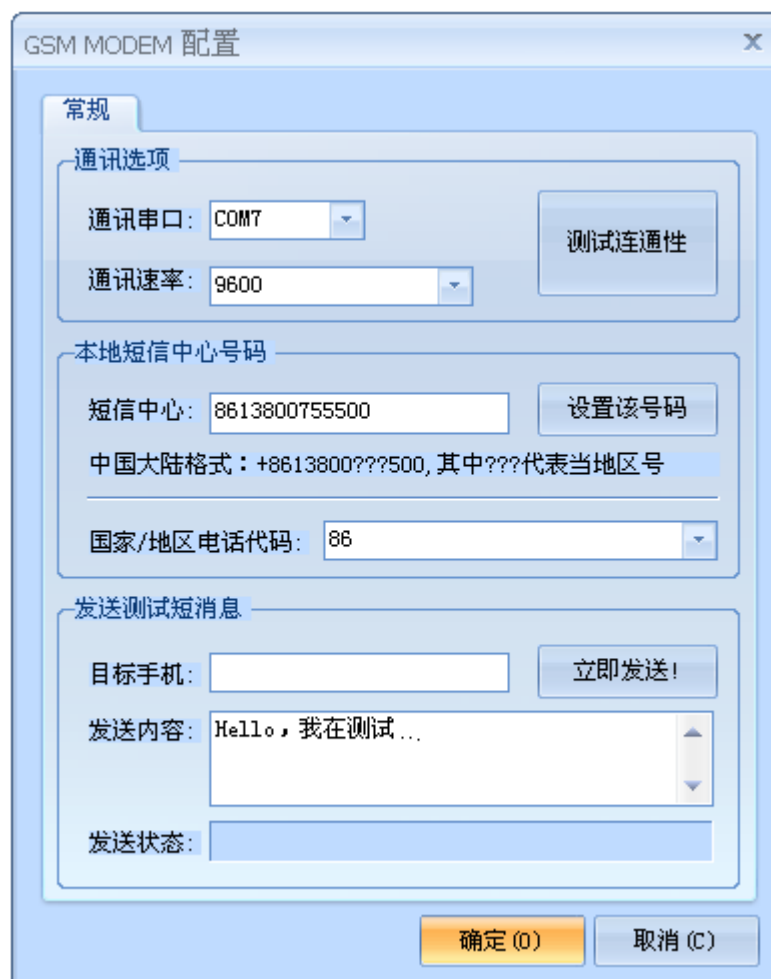 GSM MODEM 配置
常规
通讯选项
通讯串口: COM7
测试连通性
通讯速率: 9600
本地短信中心号码
短信中心: 8613800755500 设置该号码
中国大陆格式：+8613800???500,其中???代表当地区号
国家/地区电话代码: 86
发送测试短消息
目标手机: 立即发送!
发送内容: Hello，我在测试...
发送状态:
确定(O) 取消(C)